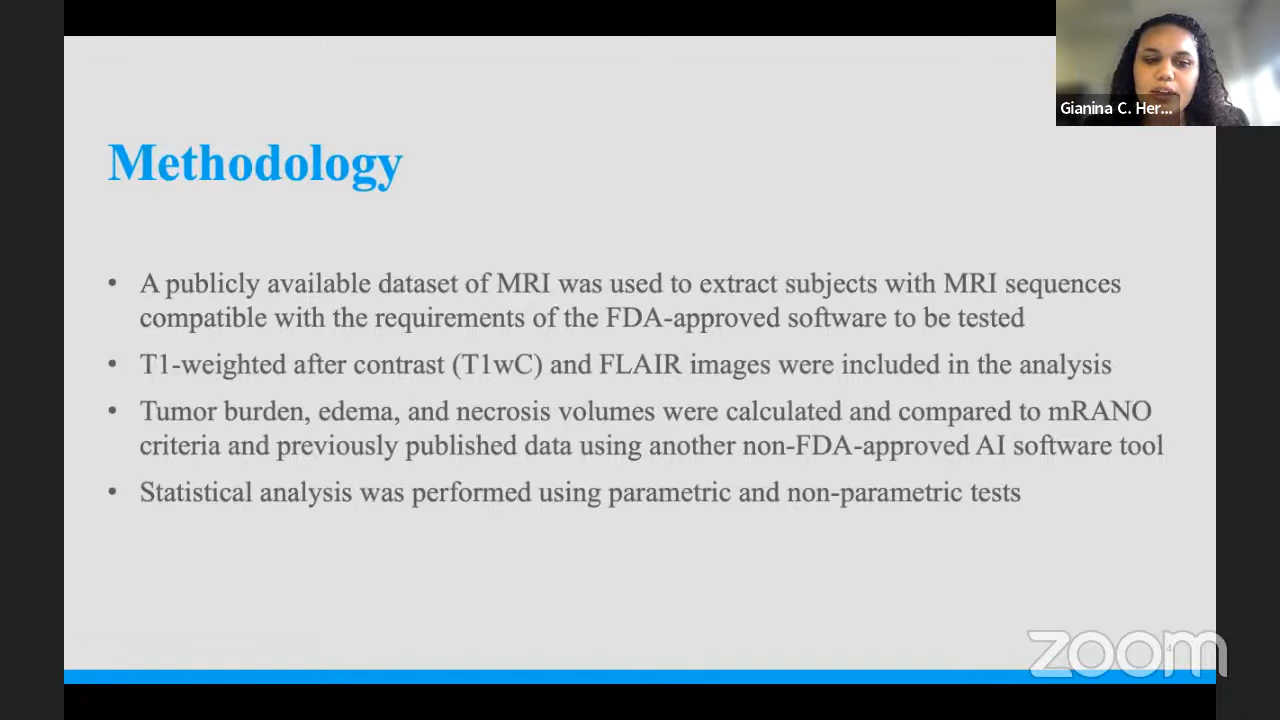 Gianina C. Her...
Methodology
• A publicly available dataset of MRI was used to extract subjects with MRI sequences
compatible with the requirements of the FDA-approved software to be tested
• T1-weighted after contrast (T1wC) and FLAIR images were included in the analysis
• Tumor burden, edema, and necrosis volumes were calculated and compared to mRANO
criteria and previously published data using another non-FDA-approved AI software tool
• Statistical analysis was performed using parametric and non-parametric tests
4
zoom